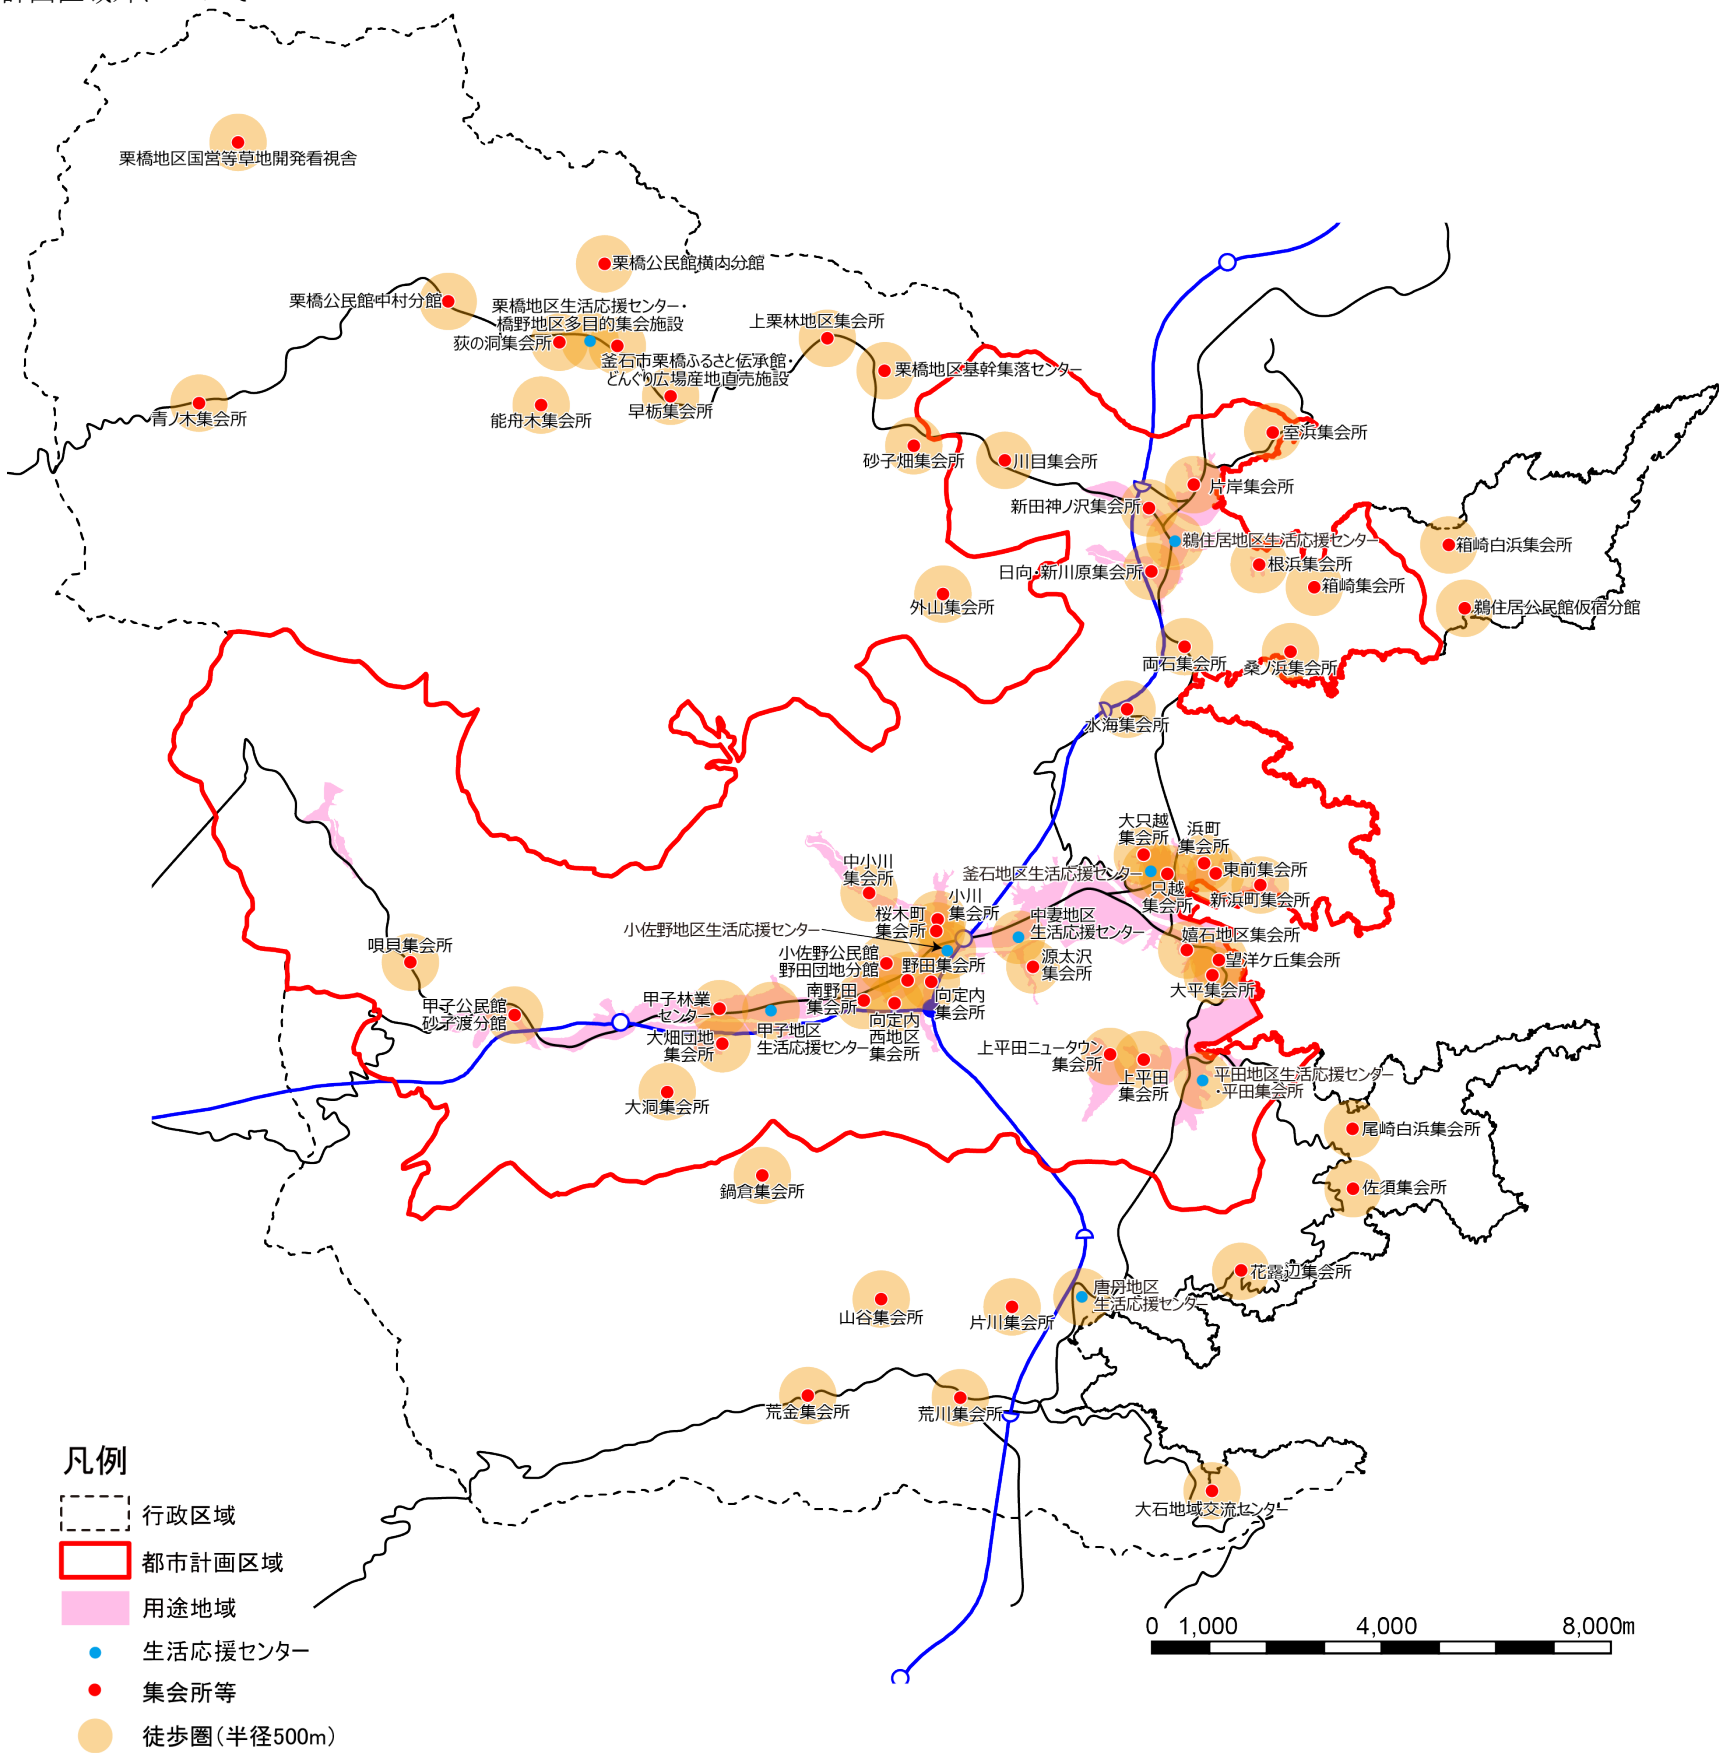 栗橋地区国営等草地開発看視舎
栗橋公民館横内分館
栗橋公民館中村分館
栗橋地区生活応援センター・
橋野地区多目的集会施設
荻の洞集会所
釜石市栗橋ふるさと伝承館・
どんぐり広場産地直売施設
上栗林地区集会所
栗橋地区基幹集落センター
青ノ木集会所
能舟木集会所
早栃集会所
砂子畑集会所
川目集会所
室浜集会所
片岸集会所
新田神ノ沢集会所
鵜住居地区生活応援センター
日向・新川原集会所
根浜集会所
箱崎集会所
箱崎白浜集会所
鵜住居公民館仮宿分館
外山集会所
両石集会所
桑ノ浜集会所
水海集会所
大只越
集会所
浜町
集会所
釜石地区生活応援センター
東前集会所
只越
集会所
新浜町集会所
中小川
集会所
小川
集会所
桜木町
集会所
中妻地区
生活応援センター
小佐野地区生活応援センター
嬉石地区集会所
小佐野公民館
野田団地分館
野田集会所
源太沢
集会所
望洋ケ丘集会所
大平集会所
唄貝集会所
甲子公民館
砂子渡分館
甲子林業
センター
南野田
集会所
向定内
集会所
向定内
西地区
集会所
大畑団地
集会所
甲子地区
生活応援センター
上平田ニュータウン
集会所
上平田
集会所
平田地区生活応援センター
・平田集会所
大洞集会所
尾崎白浜集会所
鍋倉集会所
佐須集会所
花露辺集会所
山谷集会所
片川集会所
唐丹地区
生活応援センター
荒金集会所
荒川集会所
大石地域交流センター
凡例
行政区域
都市計画区域
用途地域
生活応援センター
集会所等
徒歩圏（半径500m）
0 1,000 4,000 8,000m